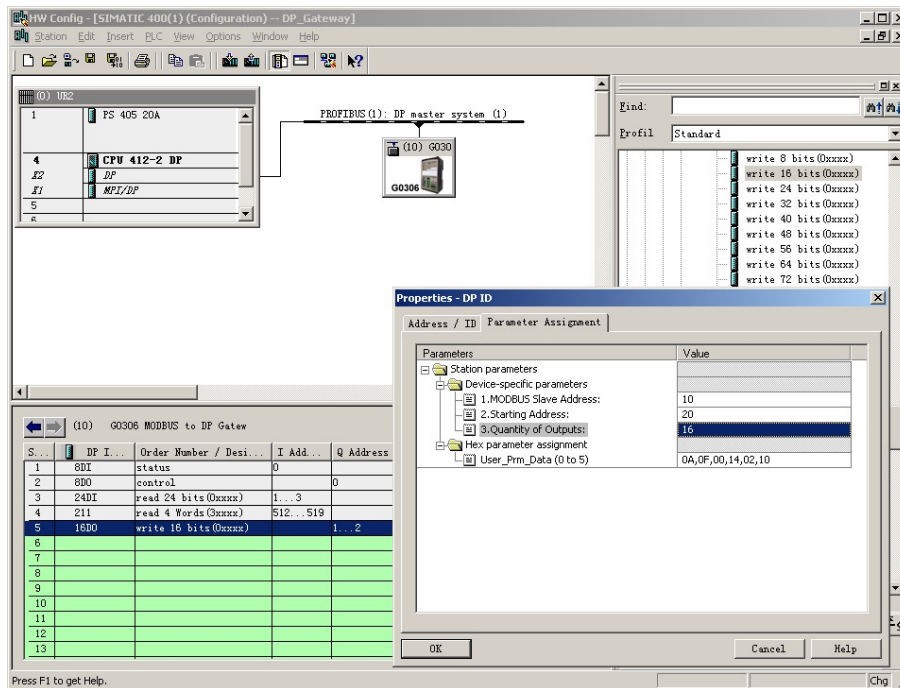 HW Config - [SIMATIC 400(1) (Configuration) -- DP_Gateway]
Station Edit Insert PLC View Options Window Help
(0) UR2
1 PS 405 20A
4 CPU 412-2 DP
X2 DP
X1 MPI/DP
5
6
PROFIBUS(1): DP master system (1)
(10) G030
G0306
Find:
Profil Standard
write 8 bits(0xxxx)
write 16 bits(0xxxx)
write 24 bits(0xxxx)
write 32 bits(0xxxx)
write 40 bits(0xxxx)
write 48 bits(0xxxx)
write 56 bits(0xxxx)
write 64 bits(0xxxx)
write 72 bits(0xxxx)
Properties - DP ID
Address / ID Parameter Assignment
Parameters Value
Station parameters
Device-specific parameters
1.MODBUS Slave Address: 10
2.Starting Address: 20
3.Quantity of Outputs: 16
Hex parameter assignment
User_Prm_Data (0 to 5) 0A,0F,00,14,02,10
OK Cancel Help
(10) G0306 MODBUS to DP Gatew
S... DP I... Order Number / Desi... I Add... Q Address
1 8DI status 0
2 8DO control 0
3 24DI read 24 bits(0xxxx) 1...3
4 211 read 4 Words(3xxxx) 512...519
5 16DO write 16 bits(0xxxx) 1...2
6
7
8
9
10
11
12
13
Press F1 to get Help.
Chg